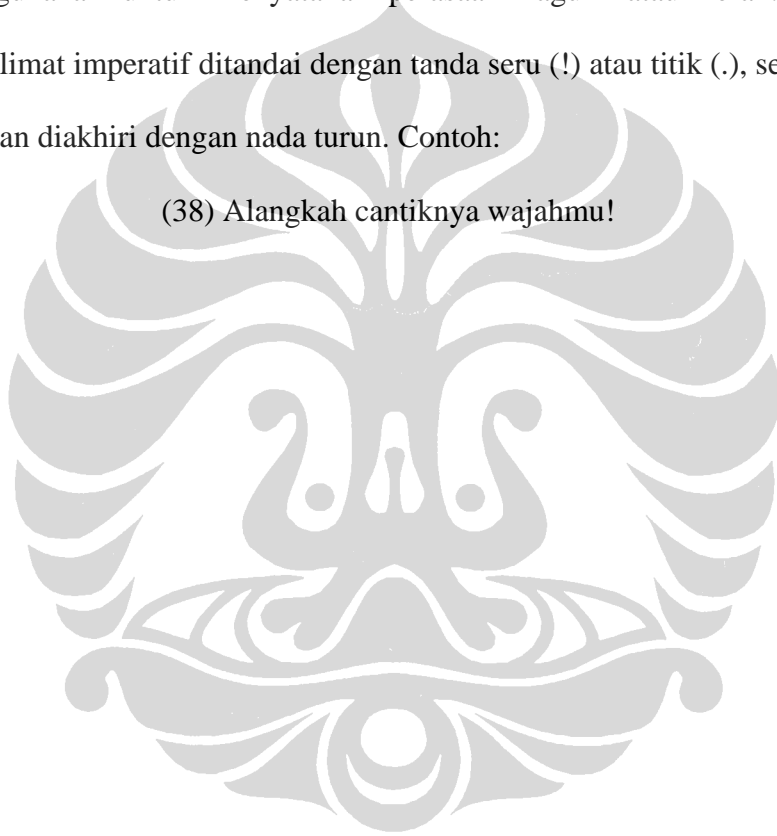 limat imperatif ditandai dengan tanda seru (!) atau titik (.), se
an diakhiri dengan nada turun. Contoh:
(38) Alangkah cantiknya wajahmu!